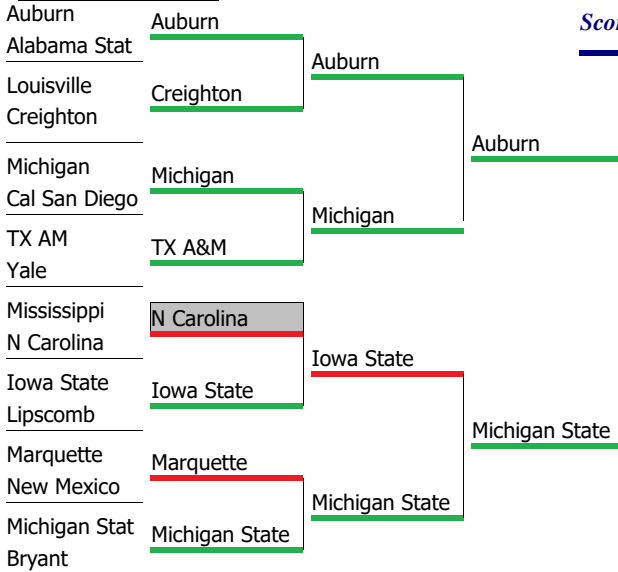 Auburn
Alabama Stat
Louisville
Creighton
Michigan
Cal San Diego
TX AM
Yale
Mississippi
N Carolina
Iowa State
Lipscomb
Marquette
New Mexico
Michigan Stat
Bryant
Auburn
Creighton
Michigan
TX A&M
N Carolina
Iowa State
Marquette
Michigan State
Auburn
Michigan
Iowa State
Michigan State
Auburn
Michigan State